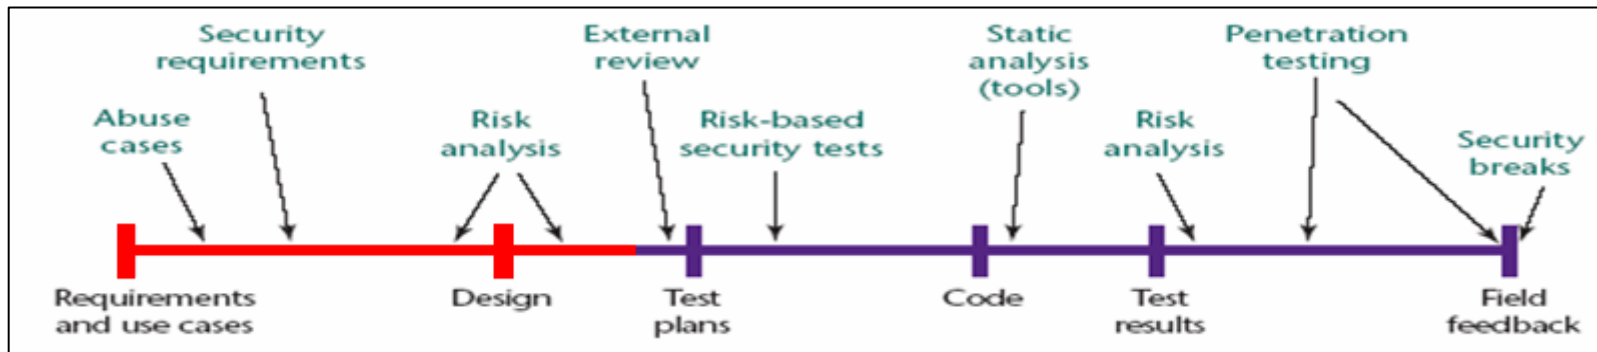 Security
requirements
External
review
Static
analysis
(tools)
Penetration
testing
Abuse
cases
Risk
analysis
Risk-based
security tests
Risk
analysis
Security
breaks
Requirements
and use cases
Design
Test
plans
Code
Test
results
Field
feedback